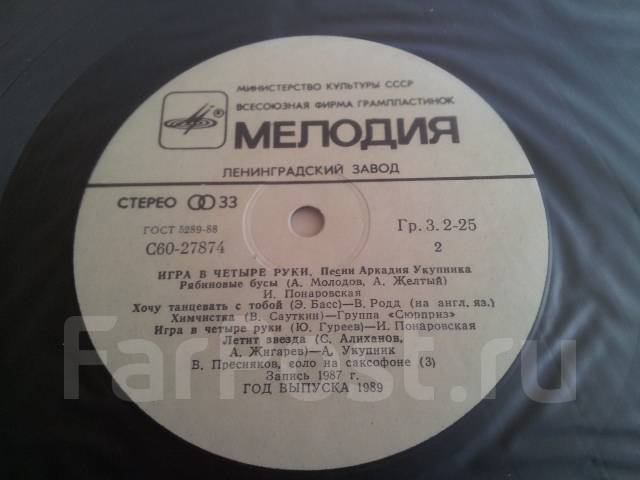 МИНИСТЕРСТВО КУЛЬТУРЫ СССР
ВСЕСОЮЗНАЯ ФИРМА ГРАМПЛАСТИНОК
® МЕЛОДИЯ
ЛЕНИНГРАДСКИЙ ЗАВОД
СТЕРЕО 33
ГОСТ 5289-88 Гр. 3. 2-25
С60-27874 2
ИГРА В ЧЕТЫРЕ РУКИ. Песни Аркадия Укупника
Рябиновые бусы (А. Молодов, А. Желтый)
И. Понаровская
Хочу танцевать с тобой (Э. Басс)—В. Родд (на англ. яз.)
Химчистка (В. Сауткин)—Группа «Сюрприз»
Игра в четыре руки (Ю. Гуреев)—И. Понаровская
Летит звезда (С. Алиханов,
А. Жигарев)—А. Укупник
В. Пресняков, соло на саксофоне (3)
Запись 1987 г.
ГОД ВЫПУСКА 1989
FarPost.ru